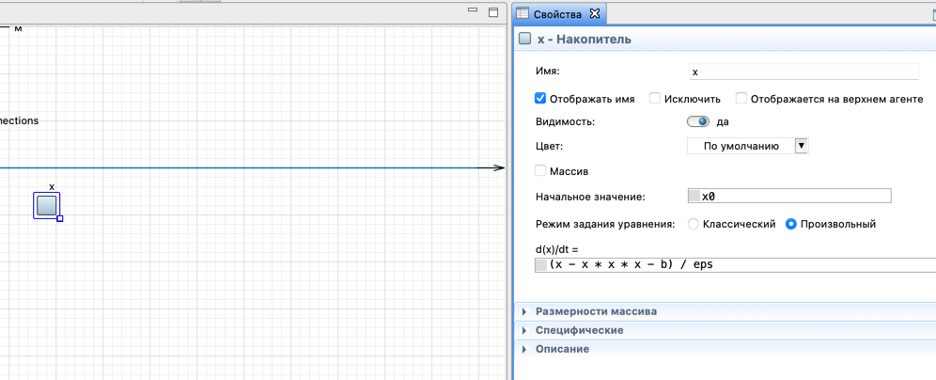 м
nections
x
Свойства
x - Накопитель
Имя:
x
Отображать имя
Исключить
Отображается на верхнем агенте
Видимость:
да
Цвет:
По умолчанию
Массив
Начальное значение:
x0
Режим задания уравнения:
Классический
Произвольный
d(x)/dt =
(x - x * x * x - b) / eps
Размерности массива
Специфические
Описание